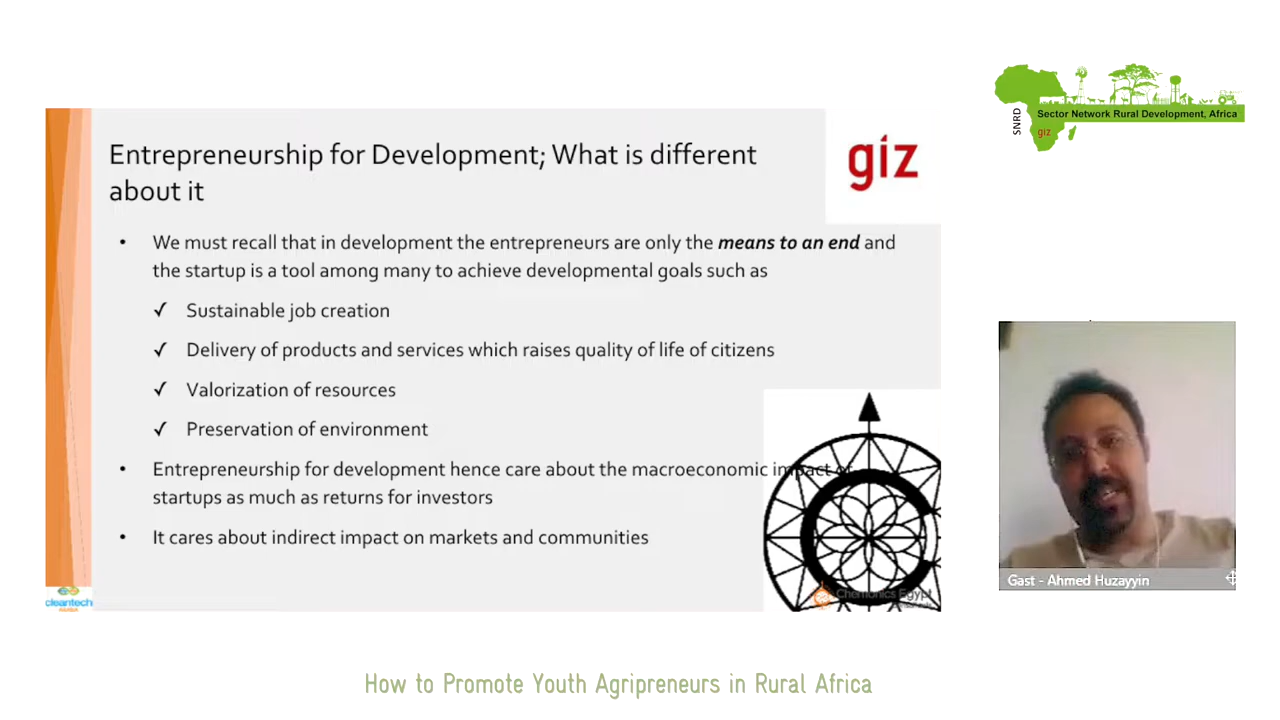 SNRD
Sector Network Rural Development, Africa
giz
Entrepreneurship for Development; What is different
about it
giz
• We must recall that in development the entrepreneurs are only the means to an end and
the startup is a tool among many to achieve developmental goals such as
✓ Sustainable job creation
✓ Delivery of products and services which raises quality of life of citizens
✓ Valorization of resources
✓ Preservation of environment
• Entrepreneurship for development hence care about the macroeconomic impact of
startups as much as returns for investors
• It cares about indirect impact on markets and communities
cleantech
Chemonics Egypt
Gast - Ahmed Huzayyin
How to Promote Youth Agripreneurs in Rural Africa